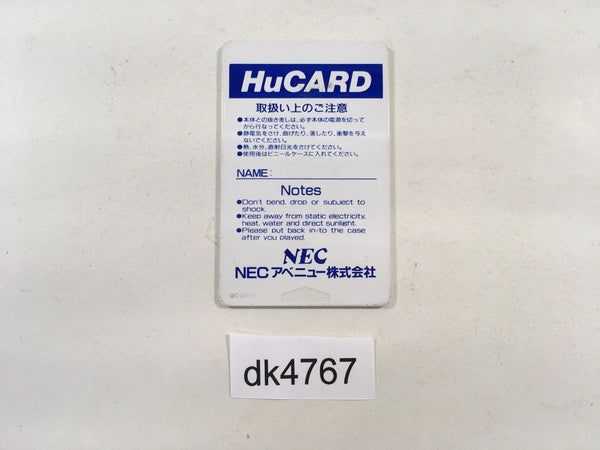 HuCARD
取扱い上のご注意
●本体との抜き差しは、必ず本体の電源を切って
から行なってください。
●静電気をさけ、曲げたり、落したり、衝撃を与え
ないでください。
●熱、水分、直射日光をさけてください。
●使用後はビニールケースに入れてください。
NAME:
Notes
●Don't bend, drop or subject to
shock.
●Keep away from static electricity,
heat, water and direct sunlight.
●Please put back in-to the case
after you played.
NEC
NECアベニュー株式会社
dk4767